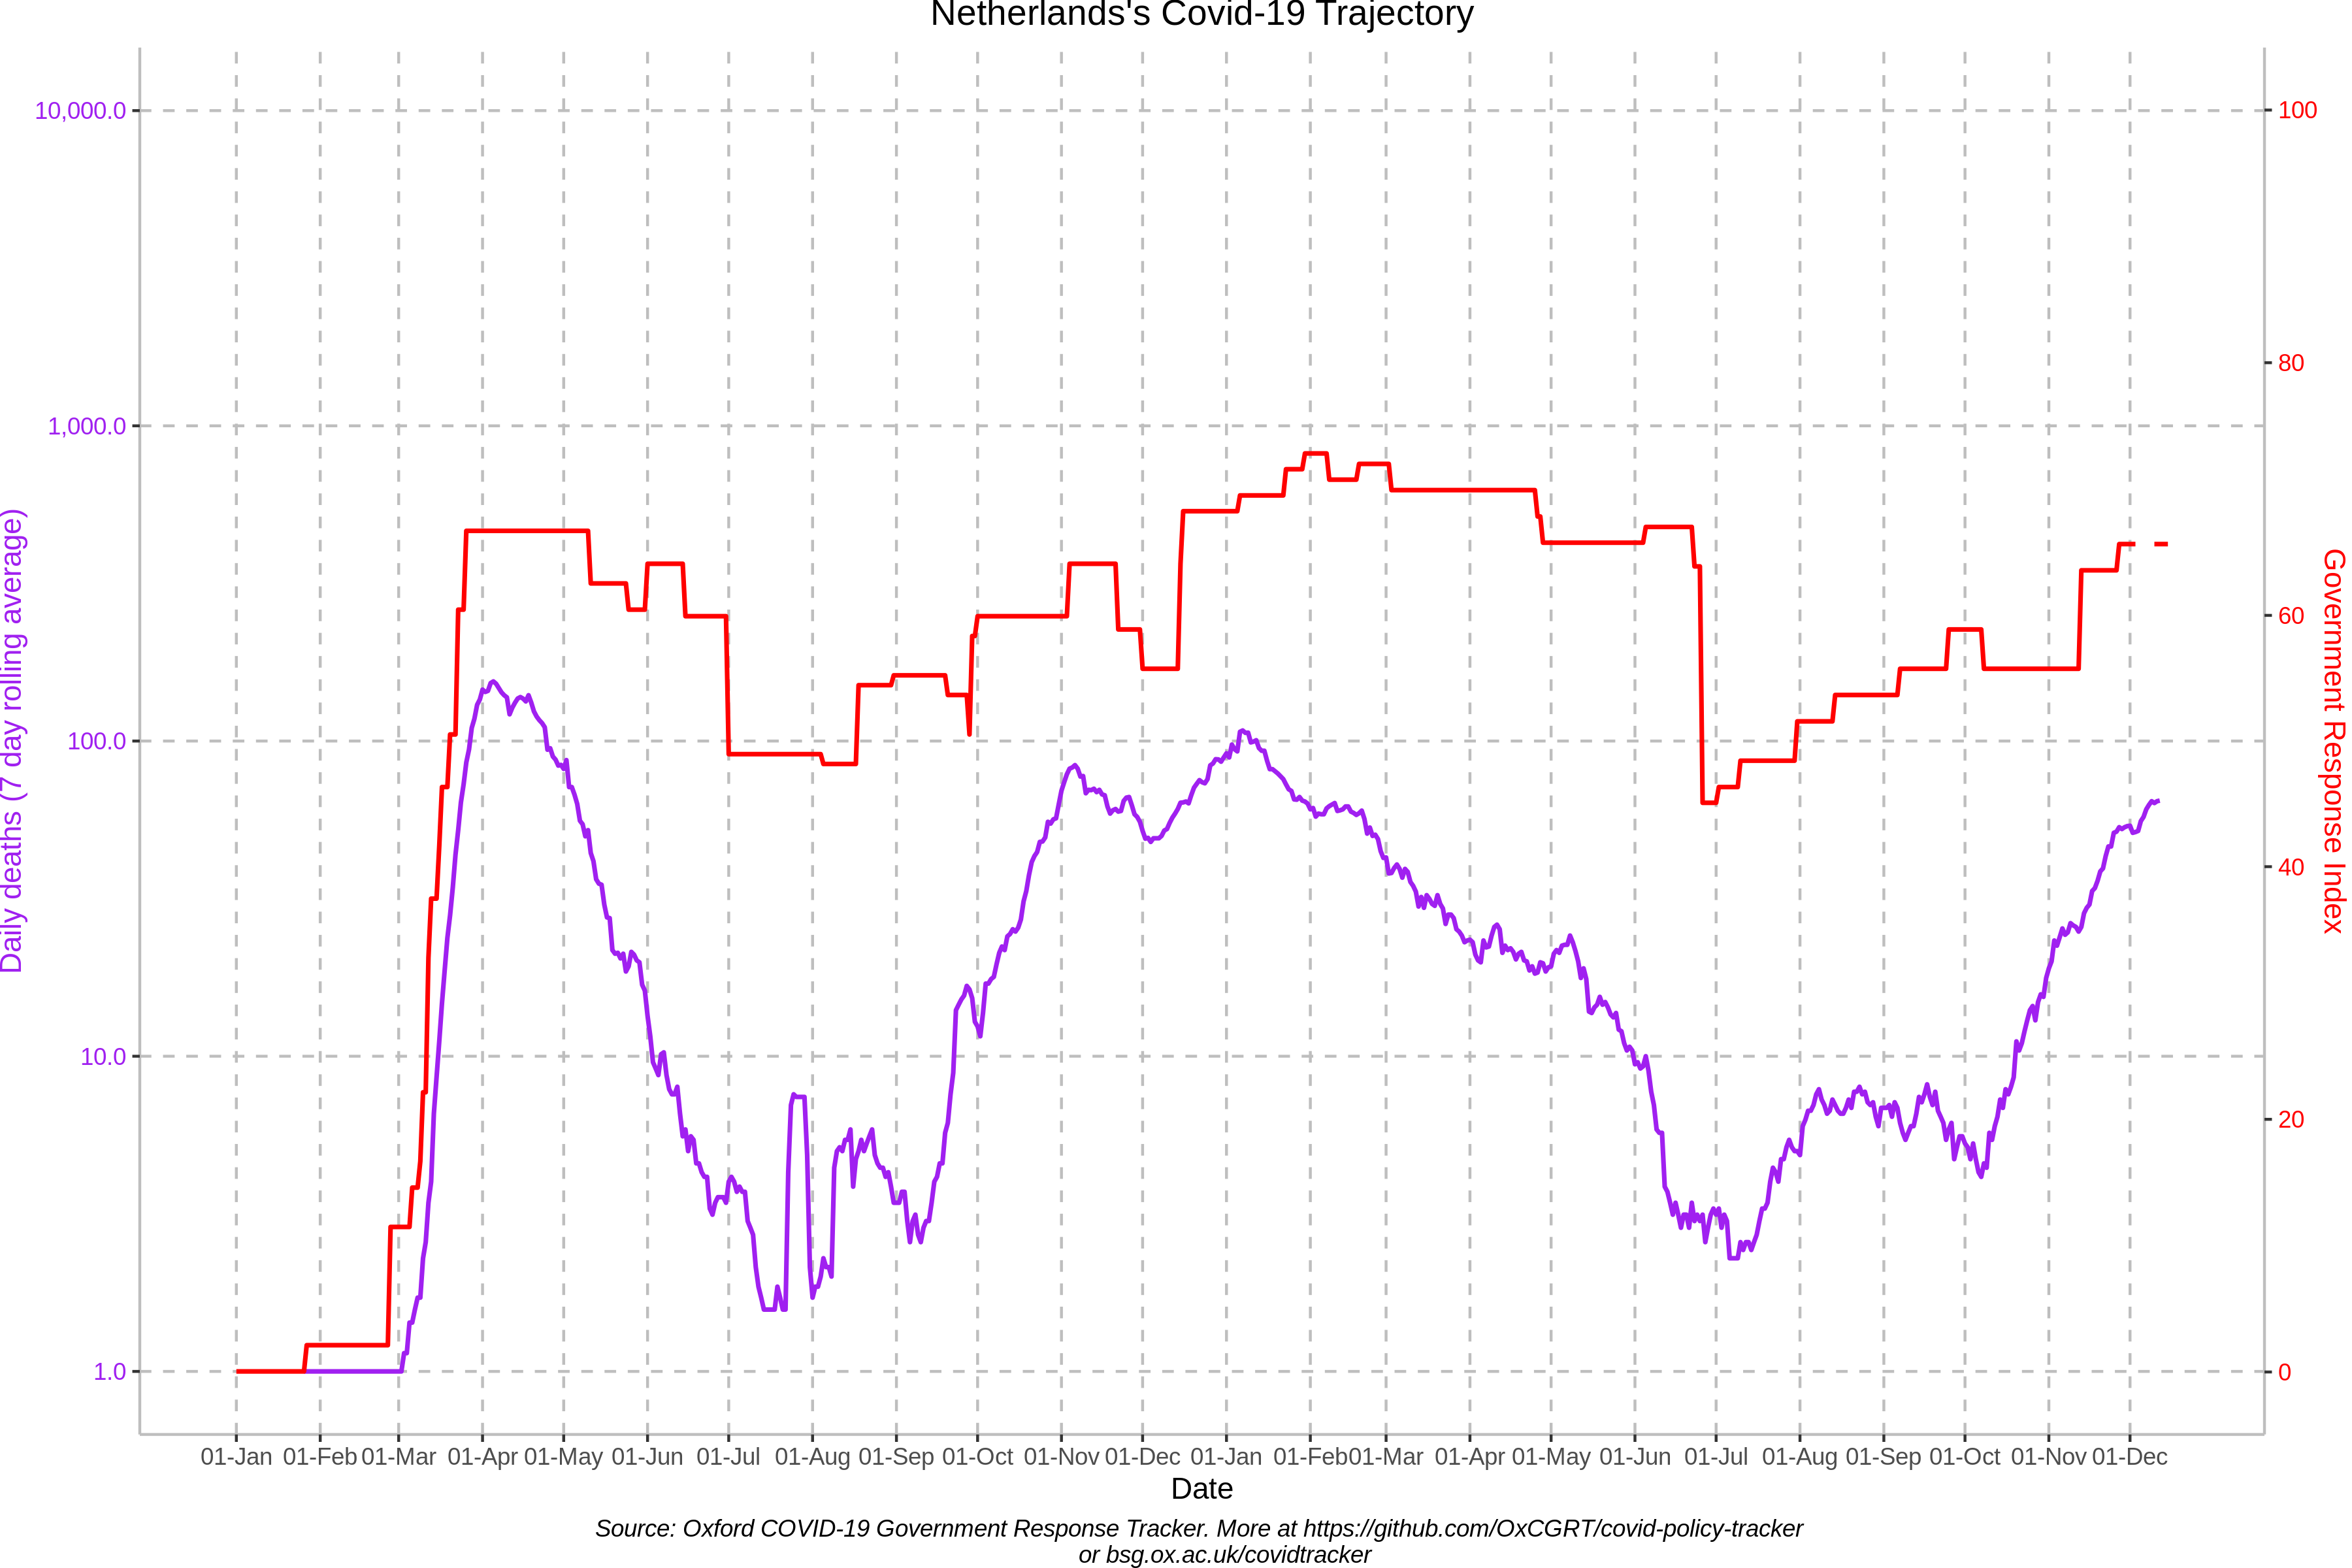 Netherlands's Covid-19 Trajectory
10,000.0
1,000.0
100.0
10.0
1.0
Daily deaths (7 day rolling average)
100
80
60
40
20
0
Government Response Index
01-Jan 01-Feb 01-Mar 01-Apr 01-May 01-Jun 01-Jul 01-Aug 01-Sep 01-Oct 01-Nov 01-Dec 01-Jan 01-Feb 01-Mar 01-Apr 01-May 01-Jun 01-Jul 01-Aug 01-Sep 01-Oct 01-Nov 01-Dec
Date
Source: Oxford COVID-19 Government Response Tracker. More at https://github.com/OxCGRT/covid-policy-tracker
or bsg.ox.ac.uk/covidtracker